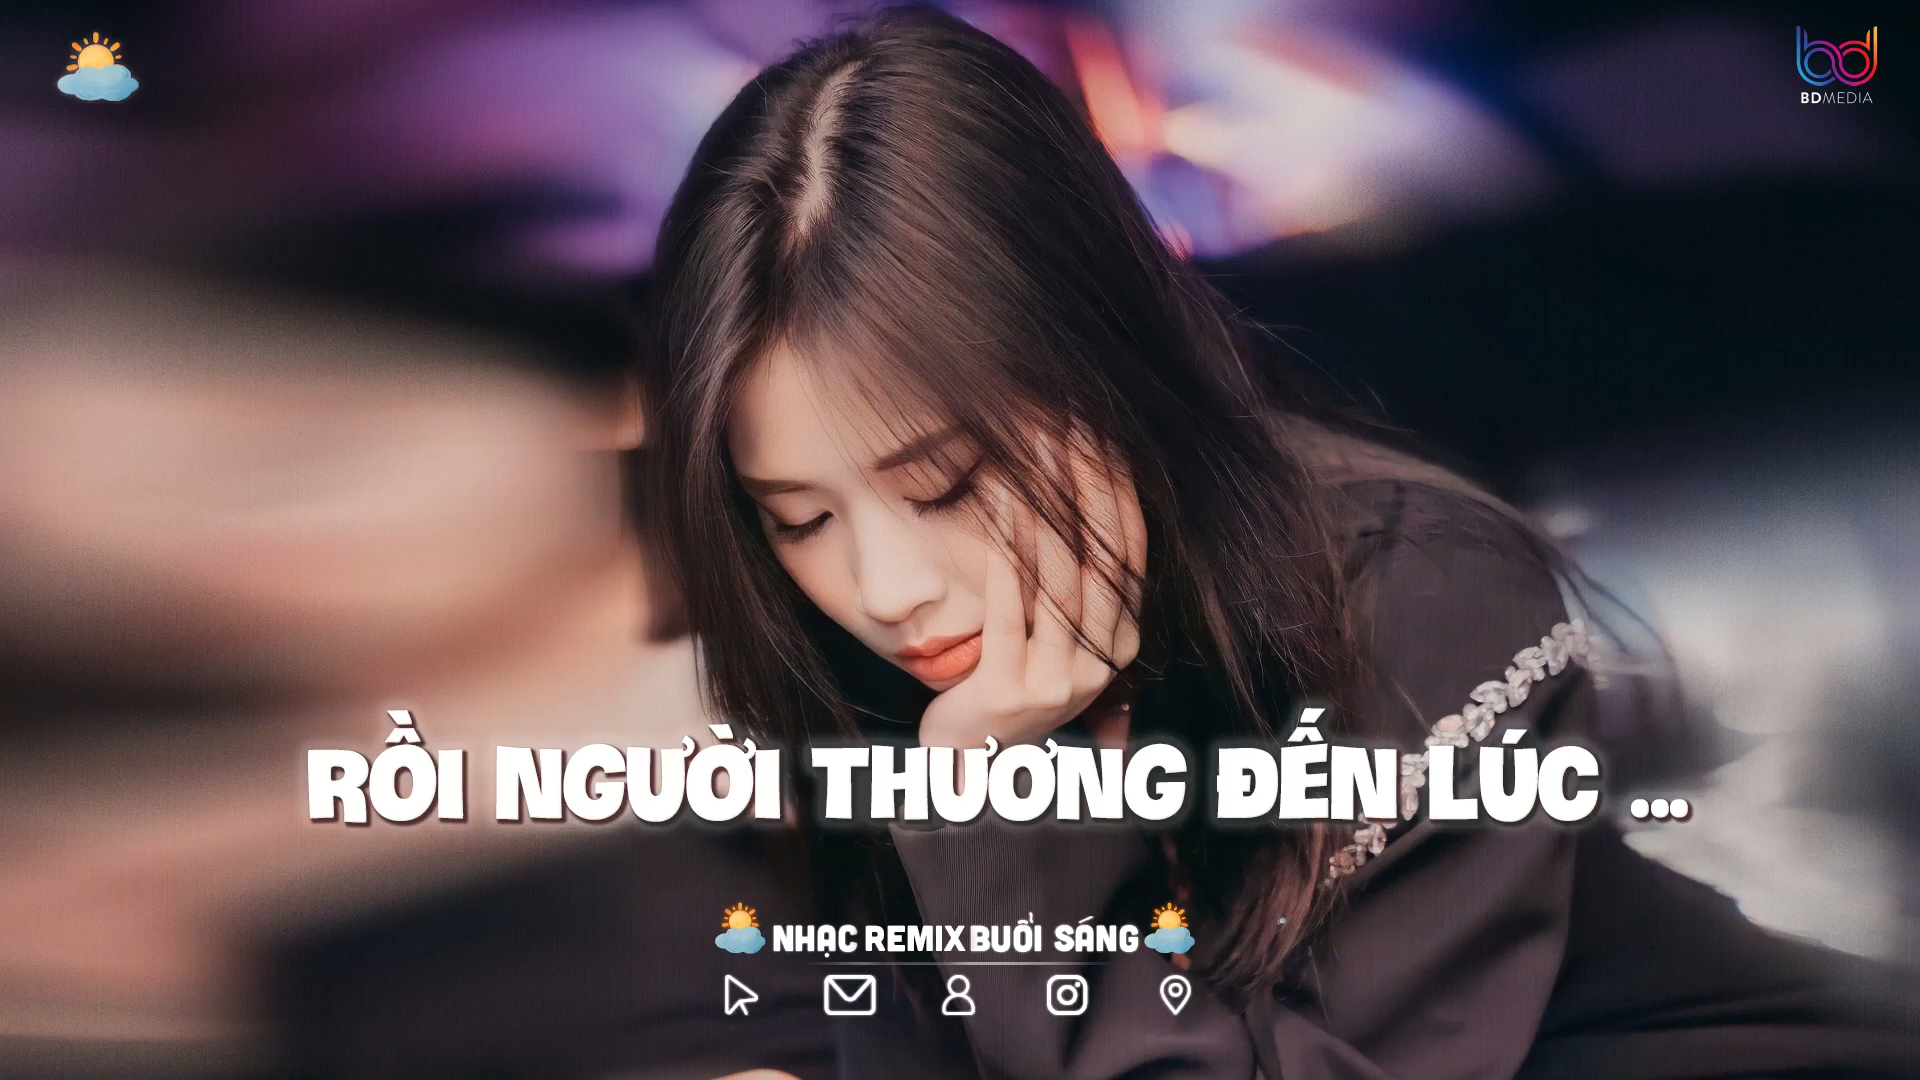 BDMEDIA
RỒI NGƯỜI THƯƠNG ĐẾN LÚC ...
NHẠC REMIX BUỔI SÁNG